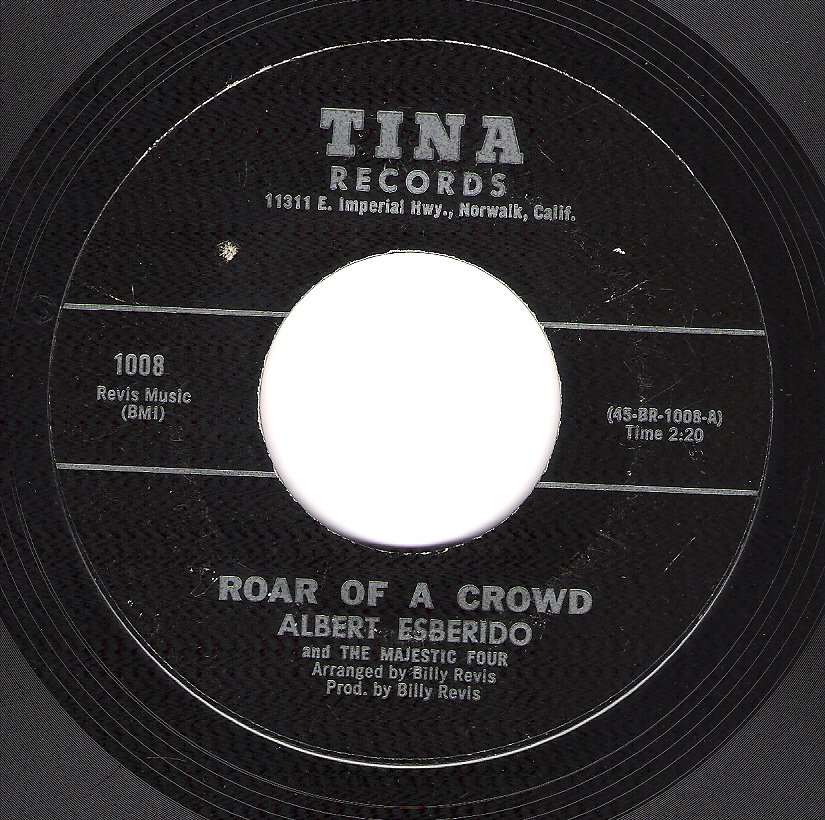 TINA
RECORDS
11311 E. Imperial Hwy., Norwalk, Calif.
1008
Revis Music
(BMI)
(45-BR-1008-A)
Time 2:20
ROAR OF A CROWD
ALBERT ESBERIDO
and THE MAJESTIC FOUR
Arranged by Billy Revis
Prod. by Billy Revis